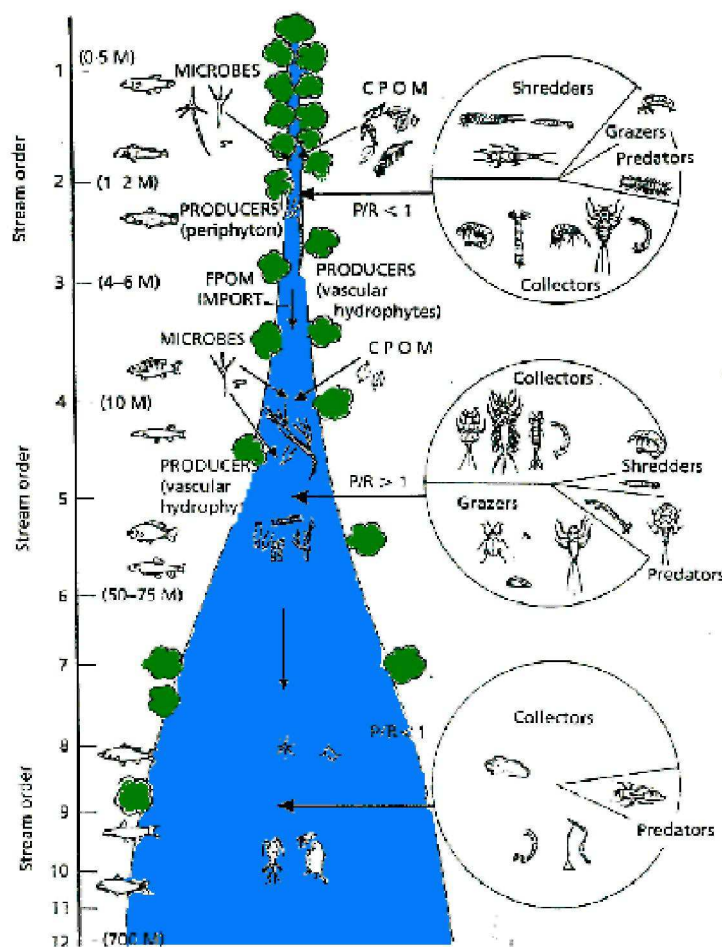 1
(0·5 M)
MICROBES
C P O M
Shredders
Grazers
Predators
Stream order
2
(1–2 M)
P/R < 1
PRODUCERS
(periphyton)
Collectors
3
(4–6 M)
FPOM
IMPORT
PRODUCERS
(vascular
hydrophytes)
MICROBES
C P O M
Collectors
4
(10 M)
Shredders
Stream order
PRODUCERS
(vascular
hydrophy
P/R > 1
5
Grazers
Predators
6
(50–75 M)
7
Collectors
P/R < 1
8
Stream order
9
Predators
10
11
12
(700 M)